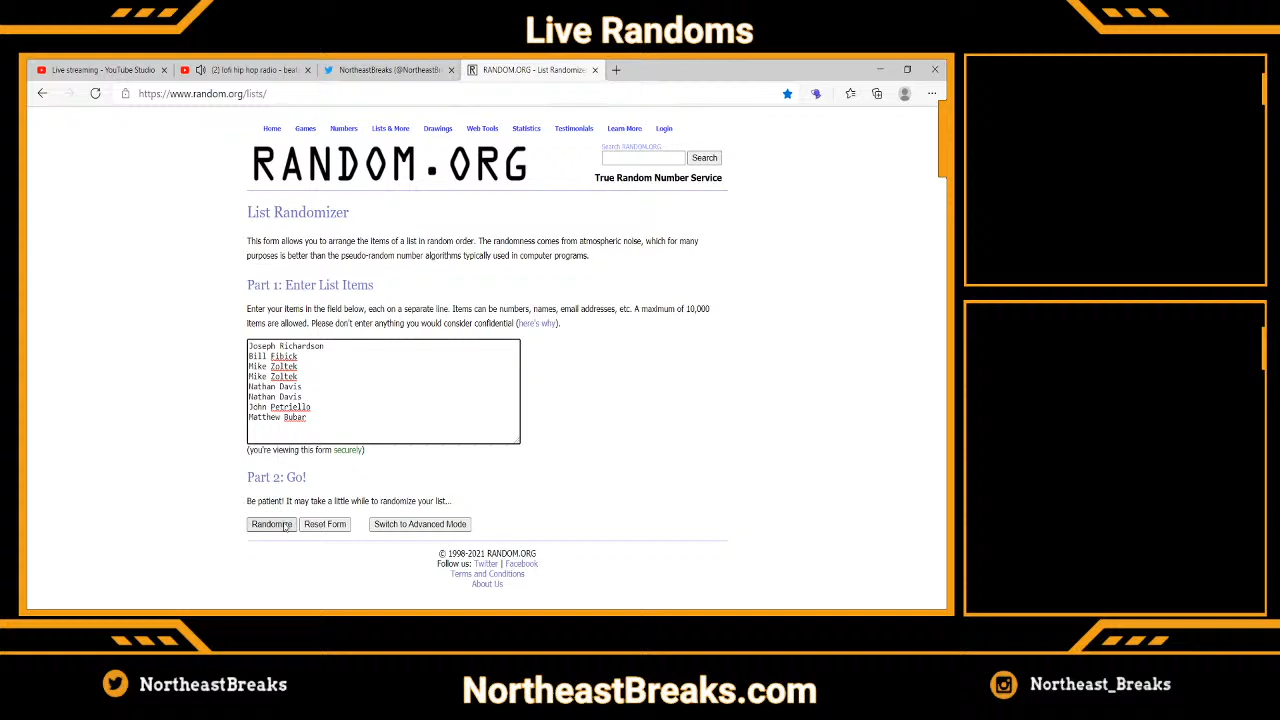 Live Randoms
Live streaming - YouTube Studio
(2) lofi hip hop radio - beat
NortheastBreaks (@NortheastBr
RANDOM.ORG - List Randomize
https://www.random.org/lists/
Home Games Numbers Lists & More Drawings Web Tools Statistics Testimonials Learn More Login
RANDOM.ORG
Search RANDOM.ORG
Search
True Random Number Service
List Randomizer
This form allows you to arrange the items of a list in random order. The randomness comes from atmospheric noise, which for many
purposes is better than the pseudo-random number algorithms typically used in computer programs.
Part 1: Enter List Items
Enter your items in the field below, each on a separate line. Items can be numbers, names, email addresses, etc. A maximum of 10,000
items are allowed. Please don't enter anything you would consider confidential (here's why).
Joseph Richardson
Bill Fibick
Mike Zoltek
Mike Zoltek
Nathan Davis
Nathan Davis
John Petriello
Matthew Bubar
(you're viewing this form securely)
Part 2: Go!
Be patient! It may take a little while to randomize your list...
Randomize Reset Form Switch to Advanced Mode
© 1998-2021 RANDOM.ORG
Follow us: Twitter | Facebook
Terms and Conditions
About Us
NortheastBreaks
NortheastBreaks.com
Northeast_Breaks